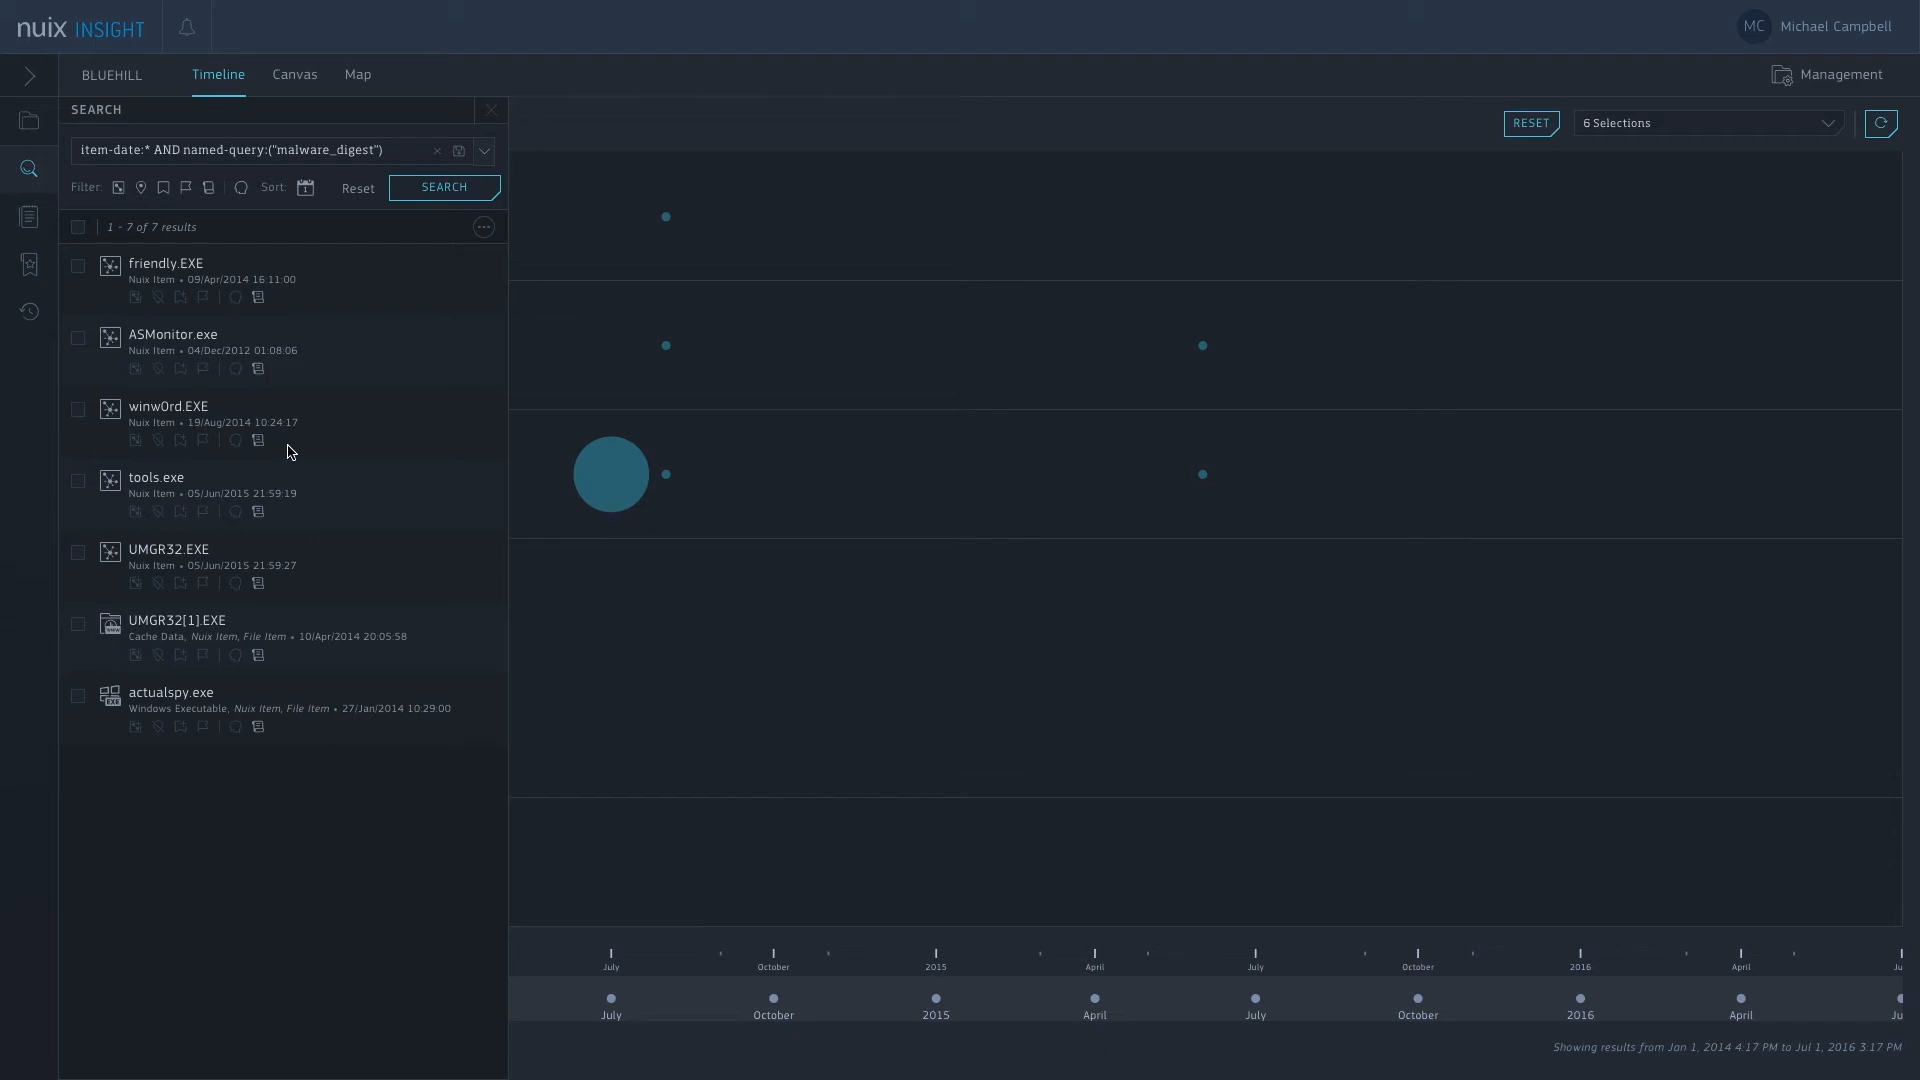 nuix INSIGHT
MC Michael Campbell
BLUEHILL Timeline Canvas Map Management
SEARCH
RESET 6 Selections
item-date:* AND named-query:("malware_digest")
Filter: Sort: 1 Reset SEARCH
1 - 7 of 7 results
friendly.EXE
Nuix Item • 09/Apr/2014 16:11:00
ASMonitor.exe
Nuix Item • 04/Dec/2012 01:08:06
winw0rd.EXE
Nuix Item • 19/Aug/2014 10:24:17
tools.exe
Nuix Item • 05/Jun/2015 21:59:19
UMGR32.EXE
Nuix Item • 05/Jun/2015 21:59:27
UMGR32[1].EXE
Cache Data, Nuix Item, File Item • 10/Apr/2014 20:05:58
actualspy.exe
Windows Executable, Nuix Item, File Item • 27/Jan/2014 10:29:00
July October 2015 April July October 2016 April Ju
July October 2015 April July October 2016 April Ju
Showing results from Jan 1, 2014 4:17 PM to Jul 1, 2016 3:17 PM